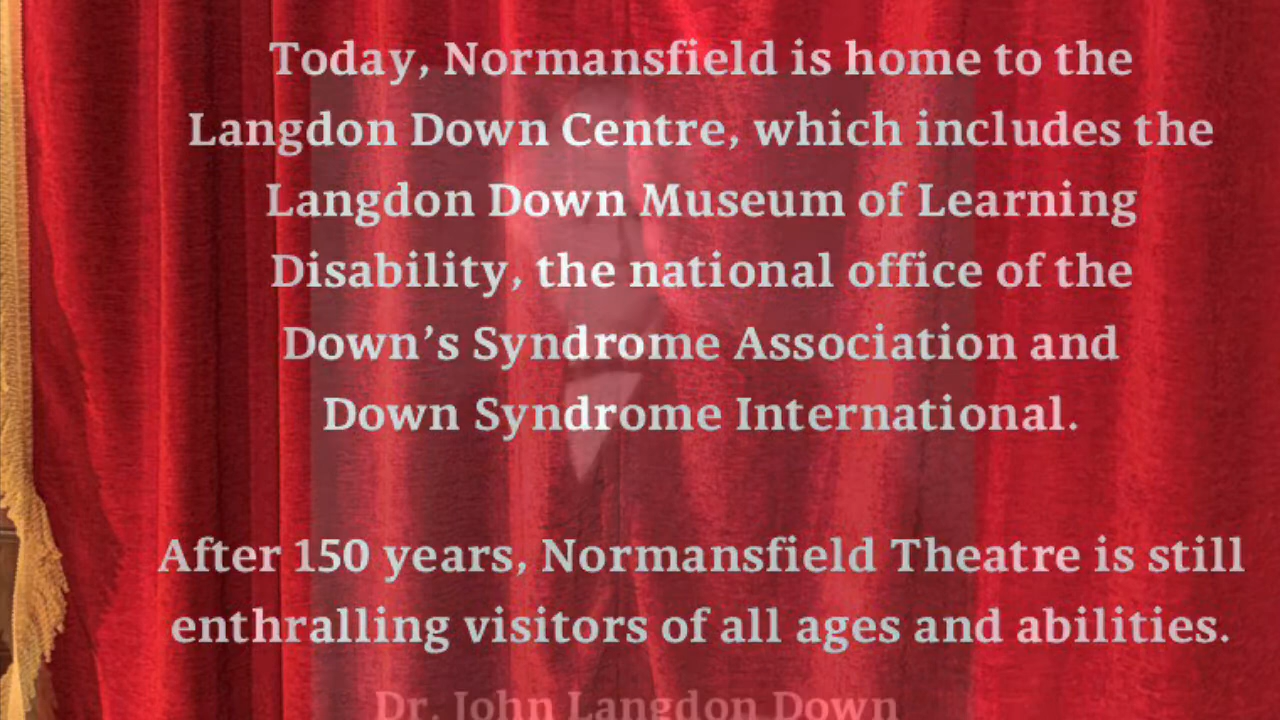 Today, Normansfield is home to the
Langdon Down Centre, which includes the
Langdon Down Museum of Learning
Disability, the national office of the
Down’s Syndrome Association and
Down Syndrome International.
After 150 years, Normansfield Theatre is still
enthralling visitors of all ages and abilities.
Dr. John Langdon Down